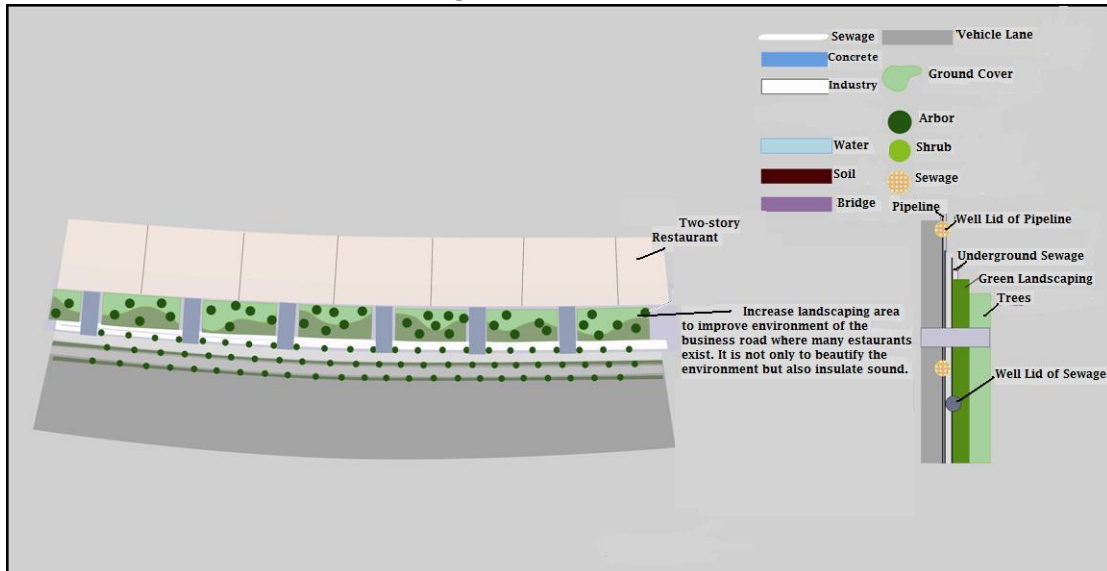 Sewage
Vehicle Lane
Concrete
Ground Cover
Industry
Arbor
Water
Shrub
Soil
Sewage
Bridge
Pipeline
Well Lid of Pipeline
Two-story
Restaurant
Underground Sewage
Green Landscaping
Trees
Increase landscaping area
to improve environment of the
business road where many estaurants
exist. It is not only to beautify the
environment but also insulate sound.
Well Lid of Sewage